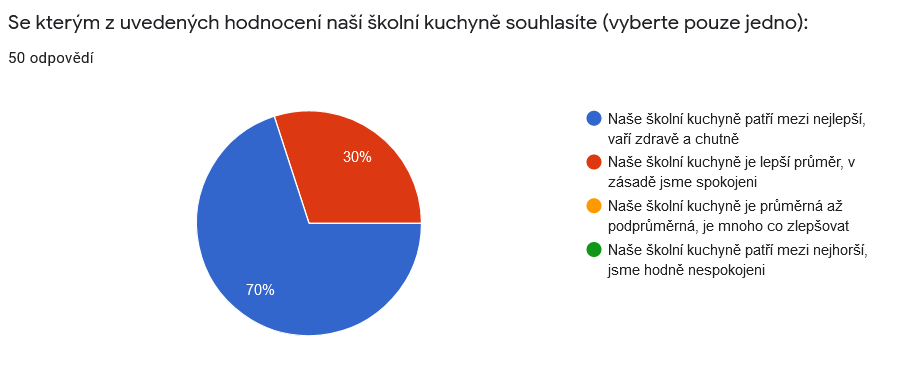 Se kterým z uvedených hodnocení naší školní kuchyně souhlasíte (vyberte pouze jedno):
50 odpovědí
30%
70%
Naše školní kuchyně patří mezi nejlepší,
vaří zdravě a chutně
Naše školní kuchyně je lepší průměr, v
zásadě jsme spokojeni
Naše školní kuchyně je průměrná až
podprůměrná, je mnoho co zlepšovat
Naše školní kuchyně patří mezi nejhorší,
jsme hodně nespokojeni